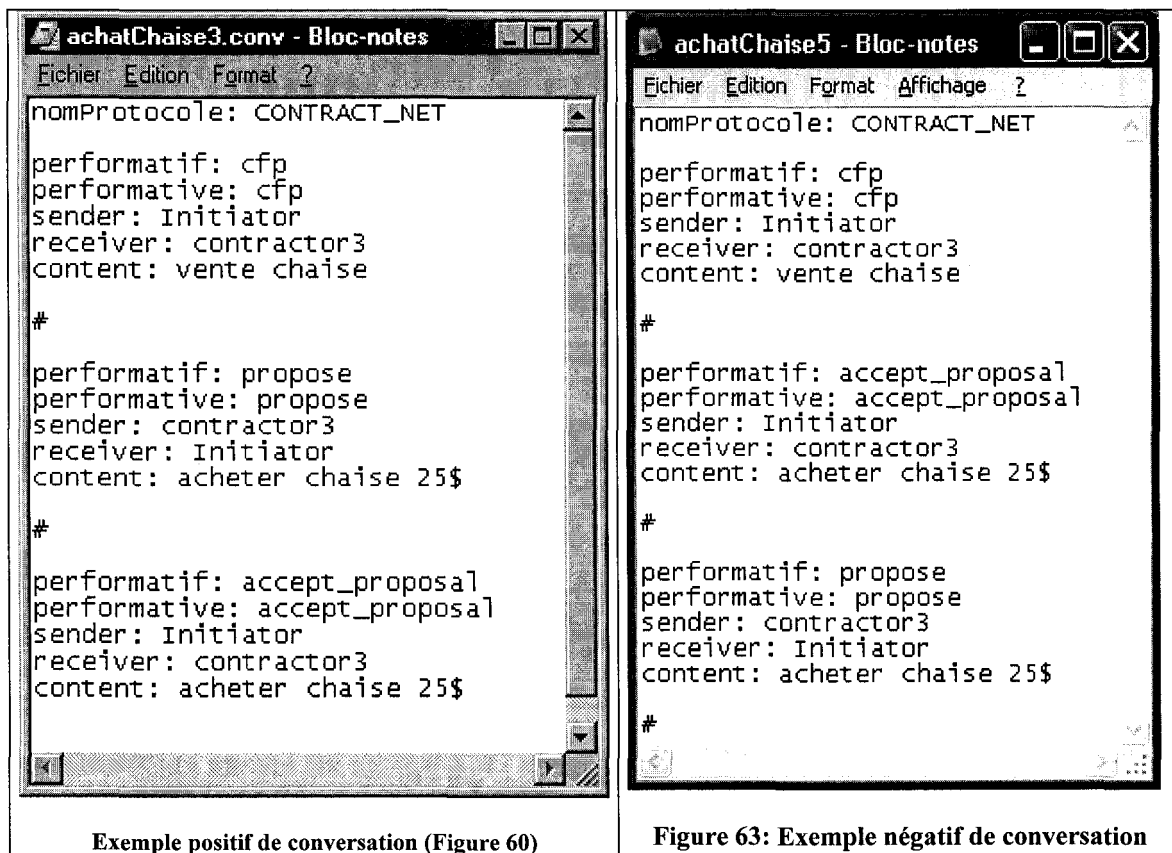 achatChaise3.conv - Bloc-notes
Fichier Edition Format ?
nomProtocole: CONTRACT_NET
performatif: cfp
performative: cfp
sender: Initiator
receiver: contractor3
content: vente chaise
#
performatif: propose
performative: propose
sender: contractor3
receiver: Initiator
content: acheter chaise 25$
#
performatif: accept_proposal
performative: accept_proposal
sender: Initiator
receiver: contractor3
content: acheter chaise 25$
Exemple positif de conversation (Figure 60)
achatChaise5 - Bloc-notes
Fichier Edition Format Affichage ?
nomProtocole: CONTRACT_NET
performatif: cfp
performative: cfp
sender: Initiator
receiver: contractor3
content: vente chaise
#
performatif: accept_proposal
performative: accept_proposal
sender: Initiator
receiver: contractor3
content: acheter chaise 25$
#
performatif: propose
performative: propose
sender: contractor3
receiver: Initiator
content: acheter chaise 25$
#
Figure 63: Exemple négatif de conversation